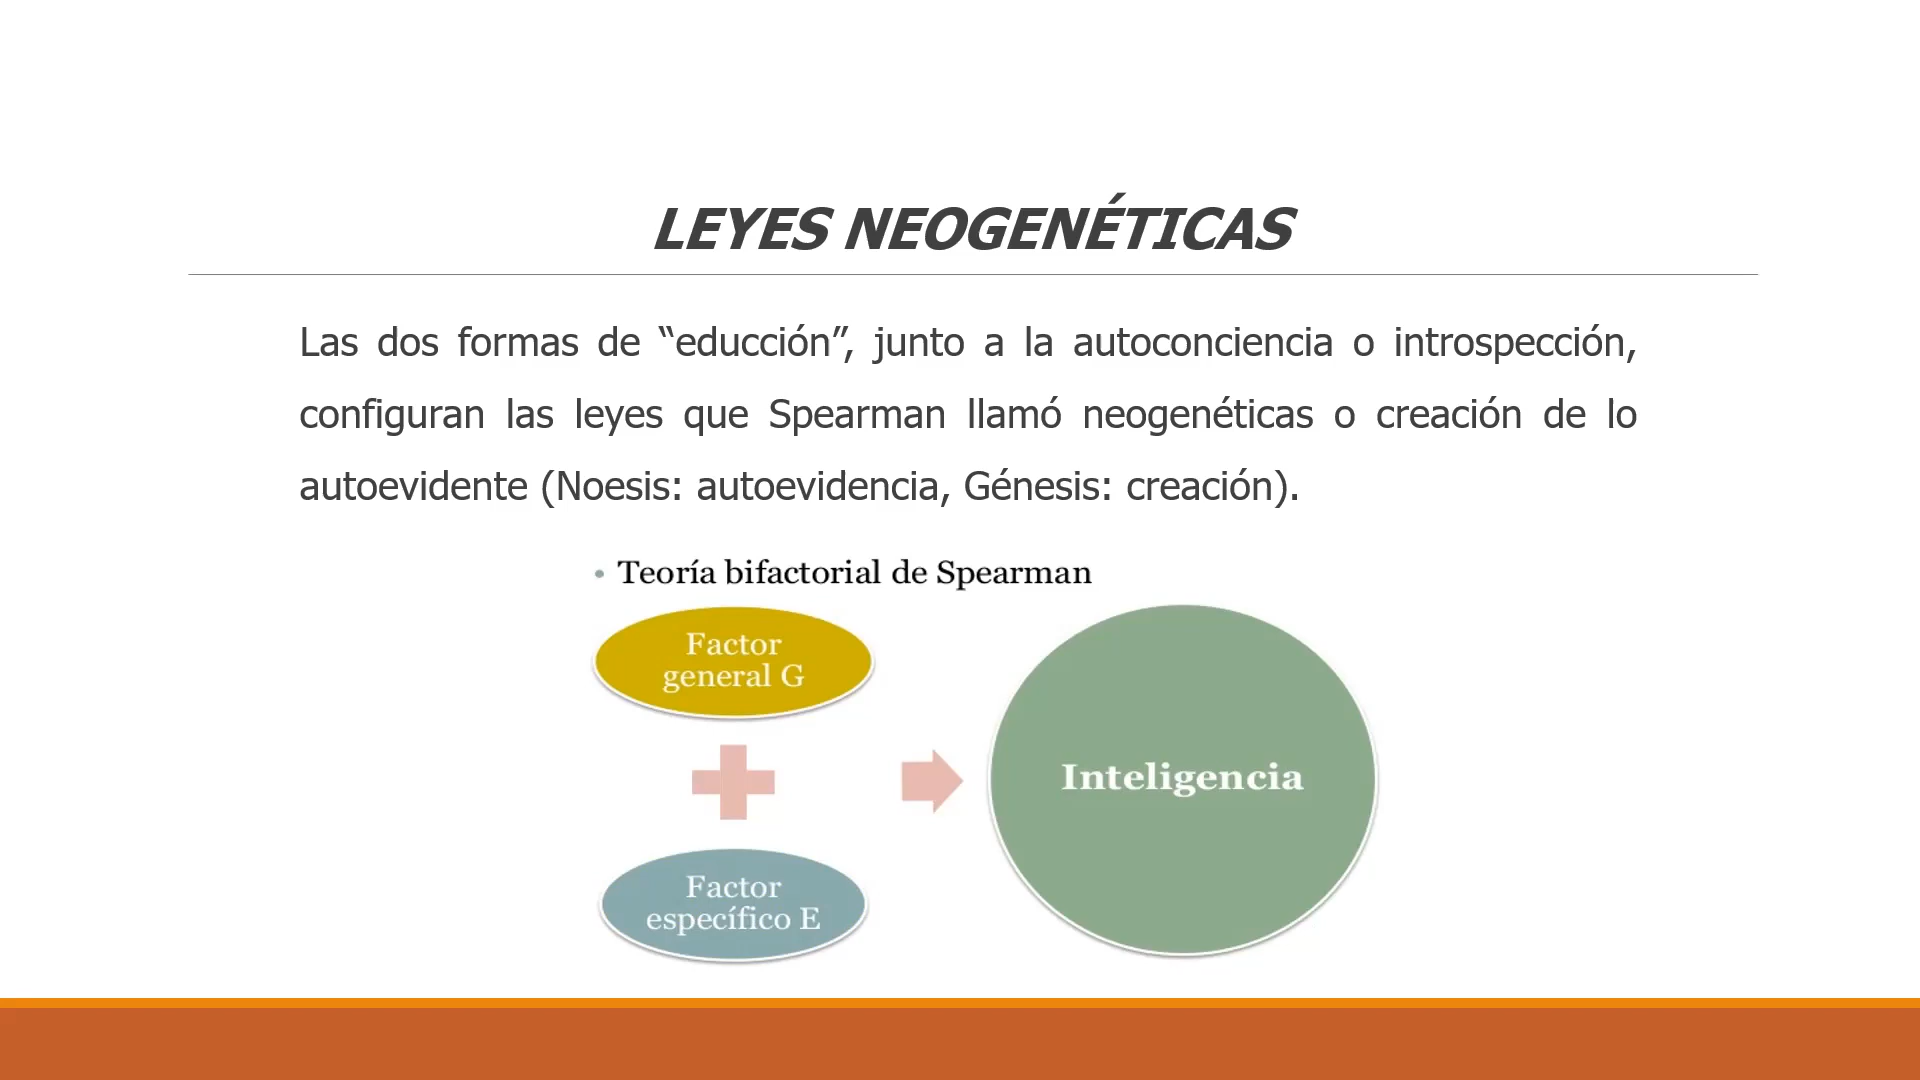 LEYES NEOGENÉTICAS
Las dos formas de “educción”, junto a la autoconciencia o introspección,
configuran las leyes que Spearman llamó neogenéticas o creación de lo
autoevidente (Noesis: autoevidencia, Génesis: creación).
• Teoría bifactorial de Spearman
Factor
general G
Inteligencia
Factor
específico E